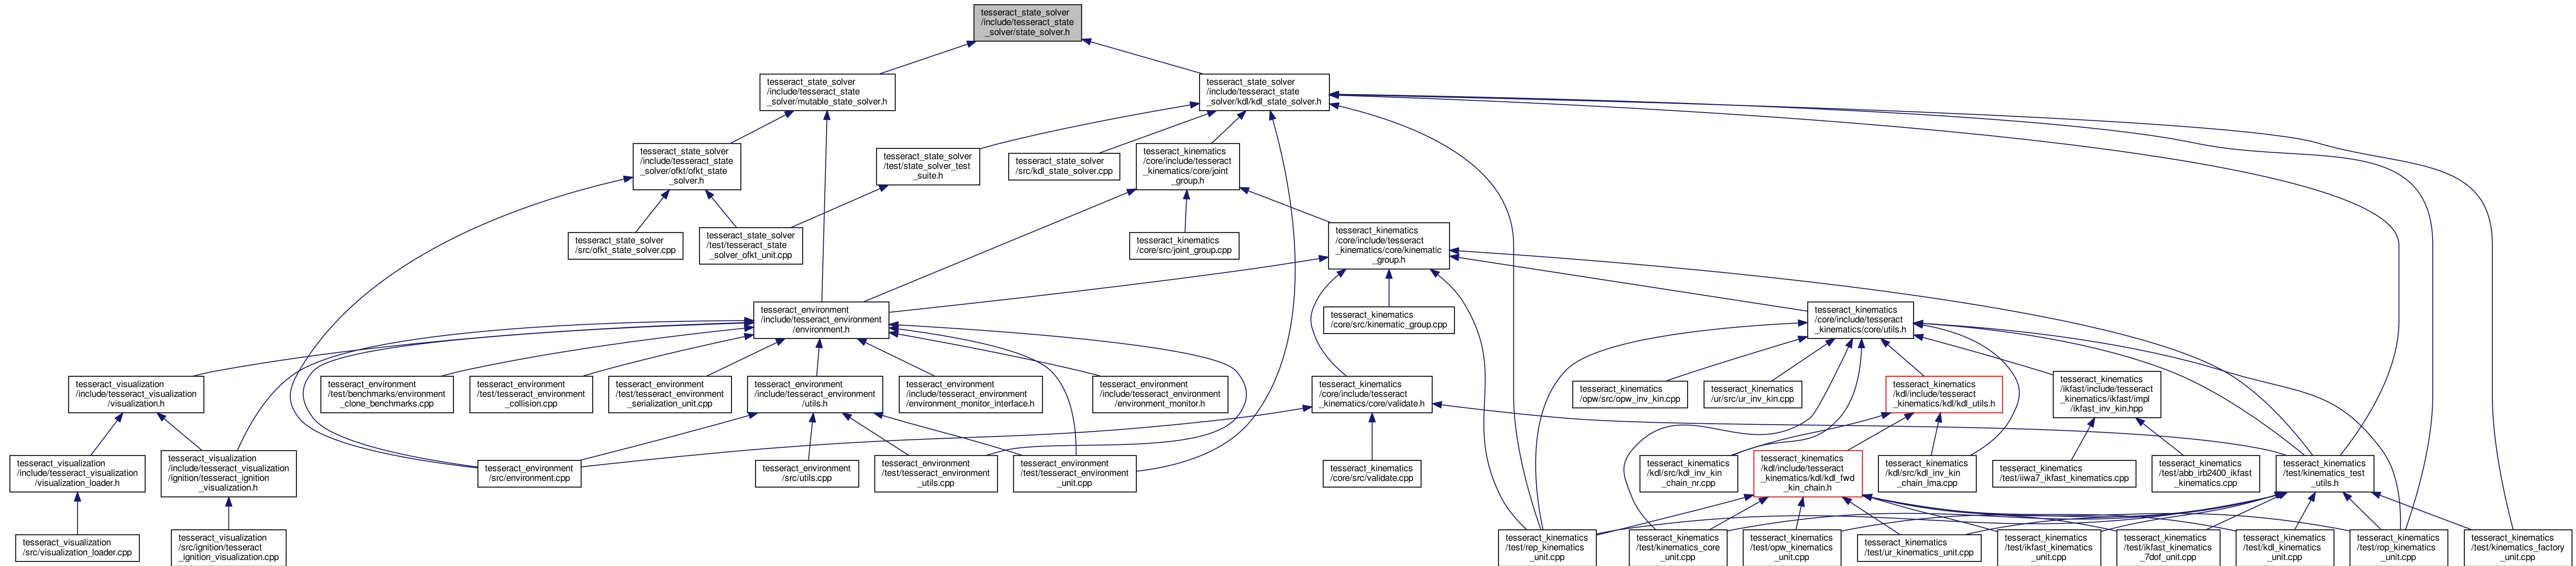 tesseract_state_solver
/include/tesseract_state
_solver/state_solver.h
tesseract_state_solver
/include/tesseract_state
_solver/mutable_state_solver.h
tesseract_state_solver
/include/tesseract_state
_solver/kdl/kdl_state_solver.h
tesseract_state_solver
/include/tesseract_state
_solver/ofkt/ofkt_state
_solver.h
tesseract_state_solver
/test/state_solver_test
_suite.h
tesseract_state_solver
/src/kdl_state_solver.cpp
tesseract_kinematics
/core/include/tesseract
_kinematics/core/joint
_group.h
tesseract_state_solver
/src/ofkt_state_solver.cpp
tesseract_state_solver
/test/tesseract_state
_solver_ofkt_unit.cpp
tesseract_kinematics
/core/src/joint_group.cpp
tesseract_kinematics
/core/include/tesseract
_kinematics/core/kinematic
_group.h
tesseract_environment
/include/tesseract_environment
/environment.h
tesseract_kinematics
/core/src/kinematic_group.cpp
tesseract_kinematics
/core/include/tesseract
_kinematics/core/utils.h
tesseract_visualization
/include/tesseract_visualization
/visualization.h
tesseract_environment
/test/benchmarks/environment
_clone_benchmarks.cpp
tesseract_environment
/test/tesseract_environment
_collision.cpp
tesseract_environment
/test/tesseract_environment
_serialization_unit.cpp
tesseract_environment
/include/tesseract_environment
/utils.h
tesseract_environment
/include/tesseract_environment
/environment_monitor_interface.h
tesseract_environment
/include/tesseract_environment
/environment_monitor.h
tesseract_kinematics
/core/include/tesseract
_kinematics/core/validate.h
tesseract_kinematics
/opw/src/opw_inv_kin.cpp
tesseract_kinematics
/ur/src/ur_inv_kin.cpp
tesseract_kinematics
/kdl/include/tesseract
_kinematics/kdl/kdl_utils.h
tesseract_kinematics
/ikfast/include/tesseract
_kinematics/ikfast/impl
/ikfast_inv_kin.hpp
tesseract_visualization
/include/tesseract_visualization
/visualization_loader.h
tesseract_visualization
/include/tesseract_visualization
/ignition/tesseract_ignition
_visualization.h
tesseract_environment
/src/environment.cpp
tesseract_environment
/src/utils.cpp
tesseract_environment
/test/tesseract_environment
_utils.cpp
tesseract_environment
/test/tesseract_environment
_unit.cpp
tesseract_kinematics
/core/src/validate.cpp
tesseract_kinematics
/kdl/src/kdl_inv_kin
_chain_nr.cpp
tesseract_kinematics
/kdl/include/tesseract
_kinematics/kdl/kdl_fwd
_kin_chain.h
tesseract_kinematics
/kdl/src/kdl_inv_kin
_chain_lma.cpp
tesseract_kinematics
/test/iiwa7_ikfast_kinematics.cpp
tesseract_kinematics
/test/abb_irb2400_ikfast
_kinematics.cpp
tesseract_kinematics
/test/kinematics_test
_utils.h
tesseract_visualization
/src/visualization_loader.cpp
tesseract_visualization
/src/ignition/tesseract
_ignition_visualization.cpp
tesseract_kinematics
/test/rep_kinematics
_unit.cpp
tesseract_kinematics
/test/kinematics_core
_unit.cpp
tesseract_kinematics
/test/opw_kinematics
_unit.cpp
tesseract_kinematics
/test/ur_kinematics_unit.cpp
tesseract_kinematics
/test/ikfast_kinematics
_unit.cpp
tesseract_kinematics
/test/ikfast_kinematics
_7dof_unit.cpp
tesseract_kinematics
/test/kdl_kinematics
_unit.cpp
tesseract_kinematics
/test/rop_kinematics
_unit.cpp
tesseract_kinematics
/test/kinematics_factory
_unit.cpp